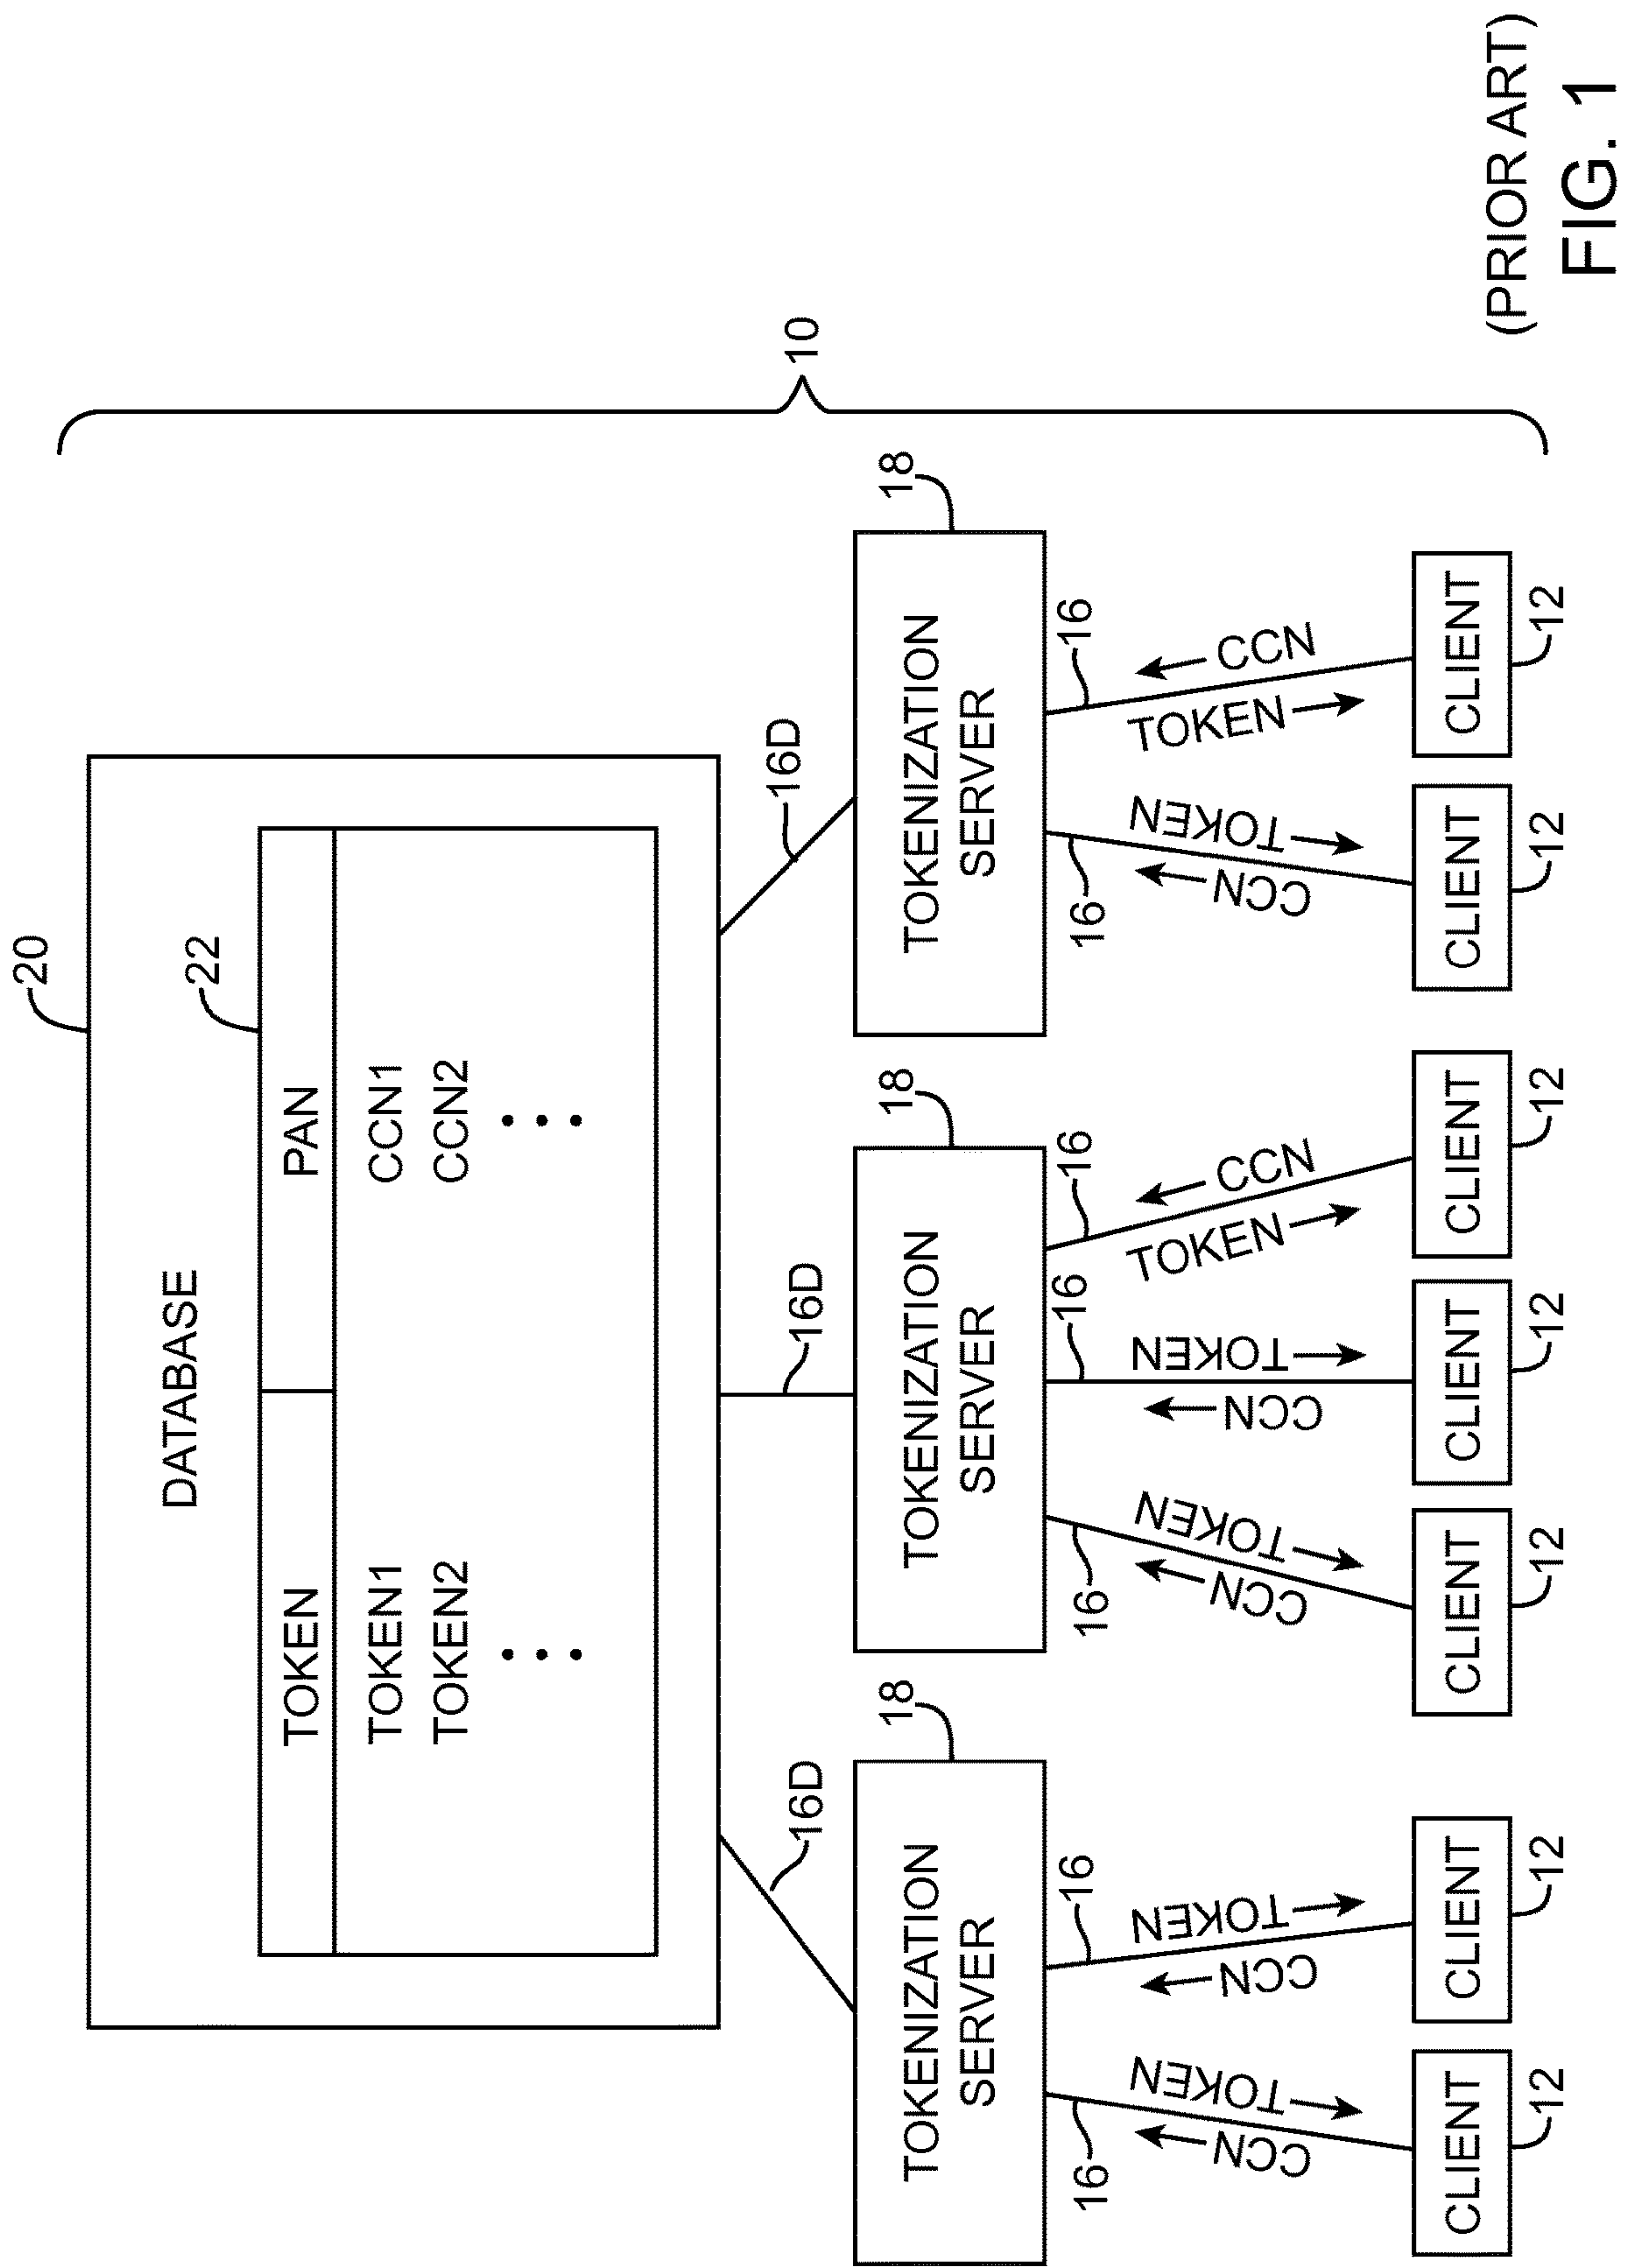 20
DATABASE
22
TOKEN
PAN
TOKEN1
CCN1
TOKEN2
CCN2
10
16D
16D
16D
18
18
18
TOKENIZATION
SERVER
TOKENIZATION
SERVER
TOKENIZATION
SERVER
16
16
16
16
16
16
16
CCN
TOKEN
CCN
TOKEN
CCN
TOKEN
CCN
TOKEN
TOKEN
CCN
CCN
TOKEN
TOKEN
CCN
CLIENT
CLIENT
CLIENT
CLIENT
CLIENT
CLIENT
CLIENT
12
12
12
12
12
12
12
(PRIOR ART)
FIG. 1